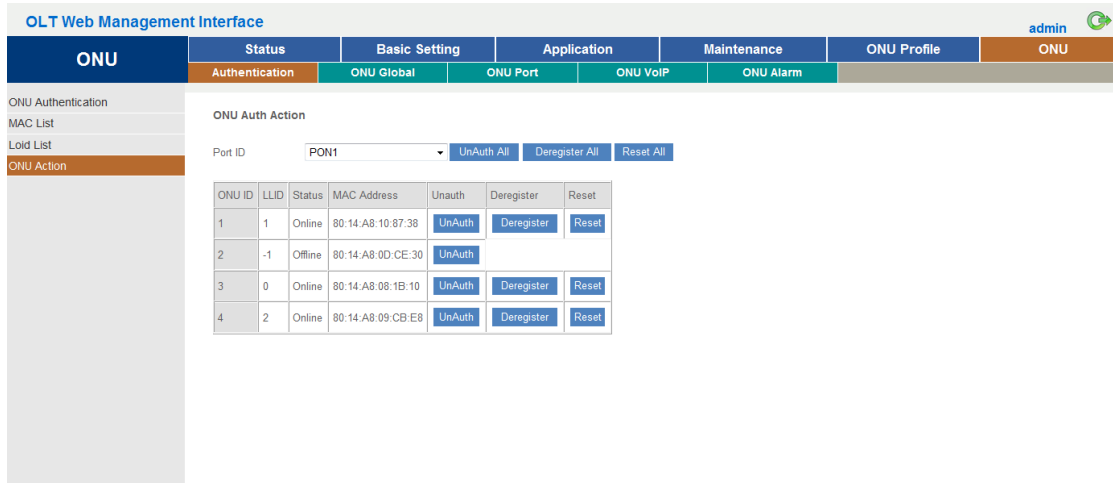 OLT Web Management Interface
admin
ONU
Status Basic Setting Application Maintenance ONU Profile ONU
Authentication ONU Global ONU Port ONU VoIP ONU Alarm
ONU Authentication
MAC List
Loid List
ONU Action
ONU Auth Action
Port ID PON1 UnAuth All Deregister All Reset All
ONU ID LLID Status MAC Address Unauth Deregister Reset
1 1 Online 80:14:A8:10:87:38 UnAuth Deregister Reset
2 -1 Offline 80:14:A8:0D:CE:30 UnAuth
3 0 Online 80:14:A8:08:1B:10 UnAuth Deregister Reset
4 2 Online 80:14:A8:09:CB:E8 UnAuth Deregister Reset